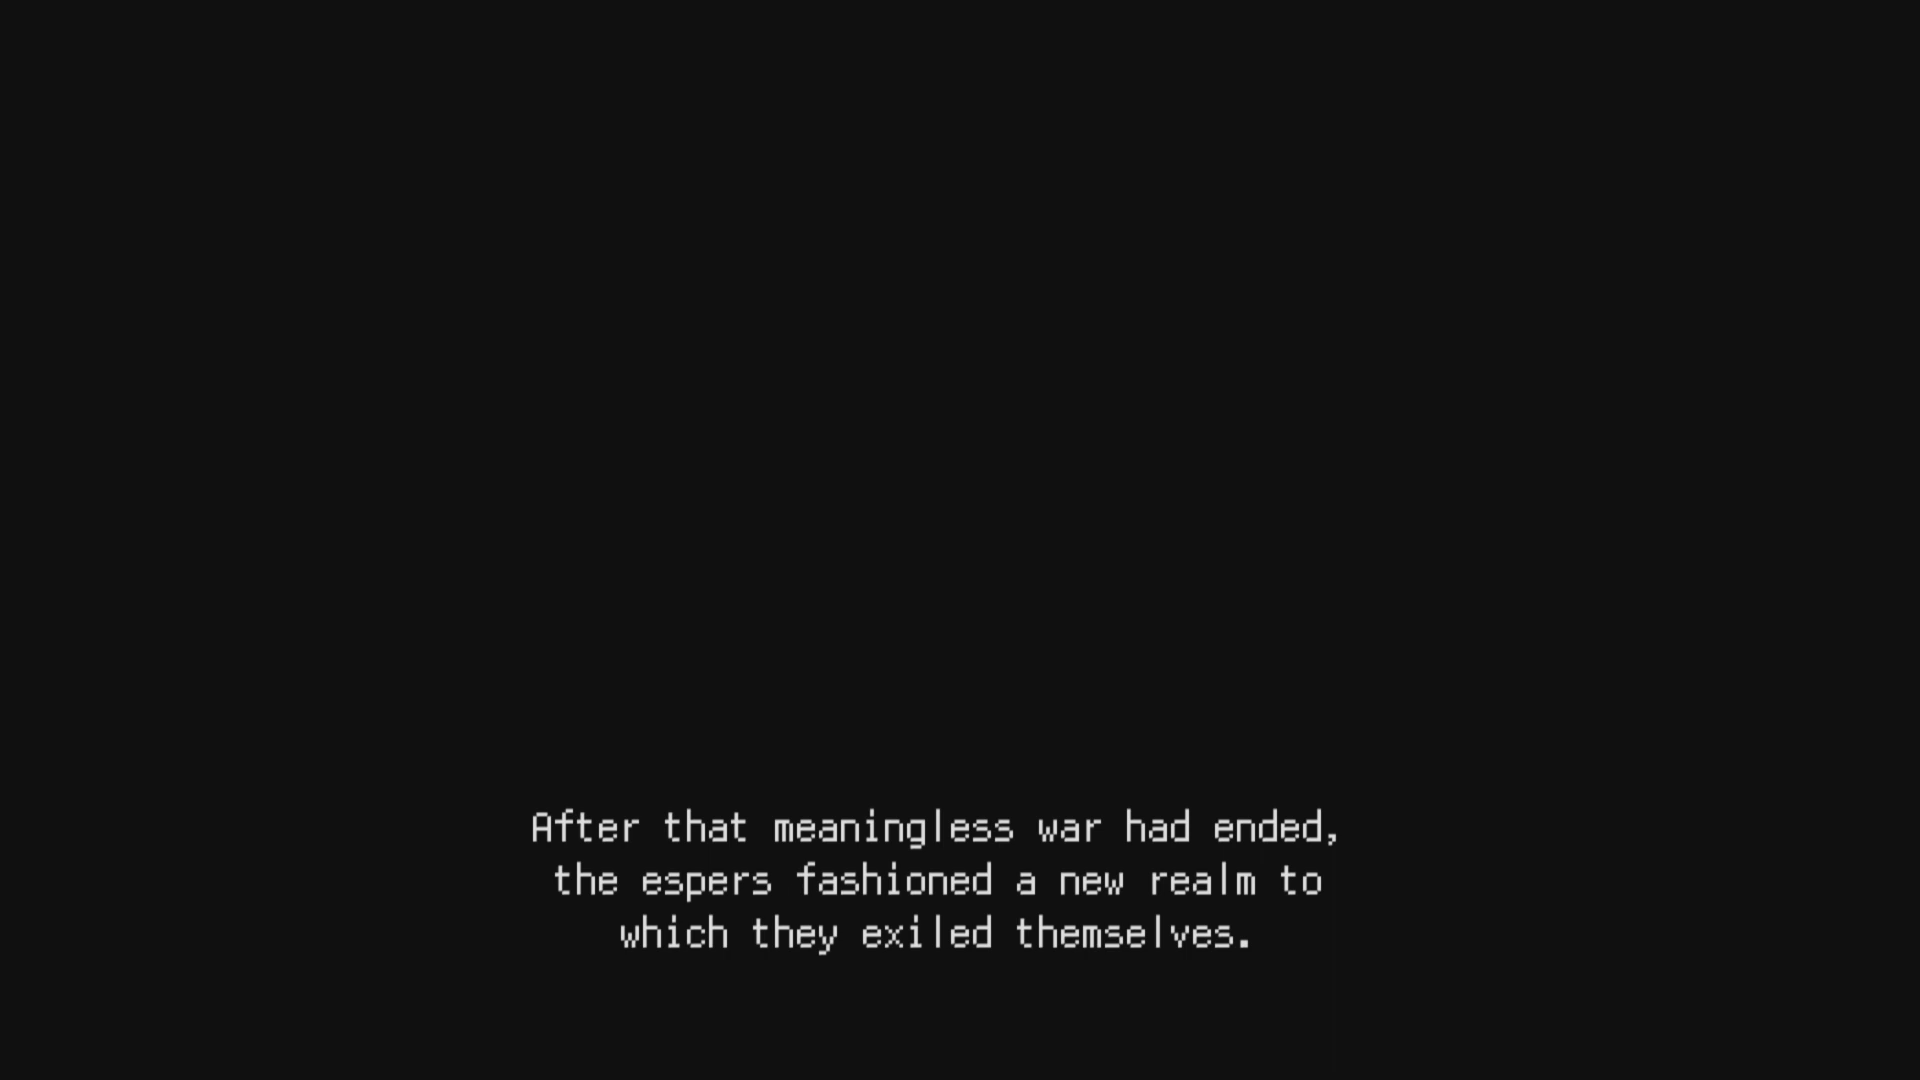 After that meaningless war had ended,
the espers fashioned a new realm to
which they exiled themselves.